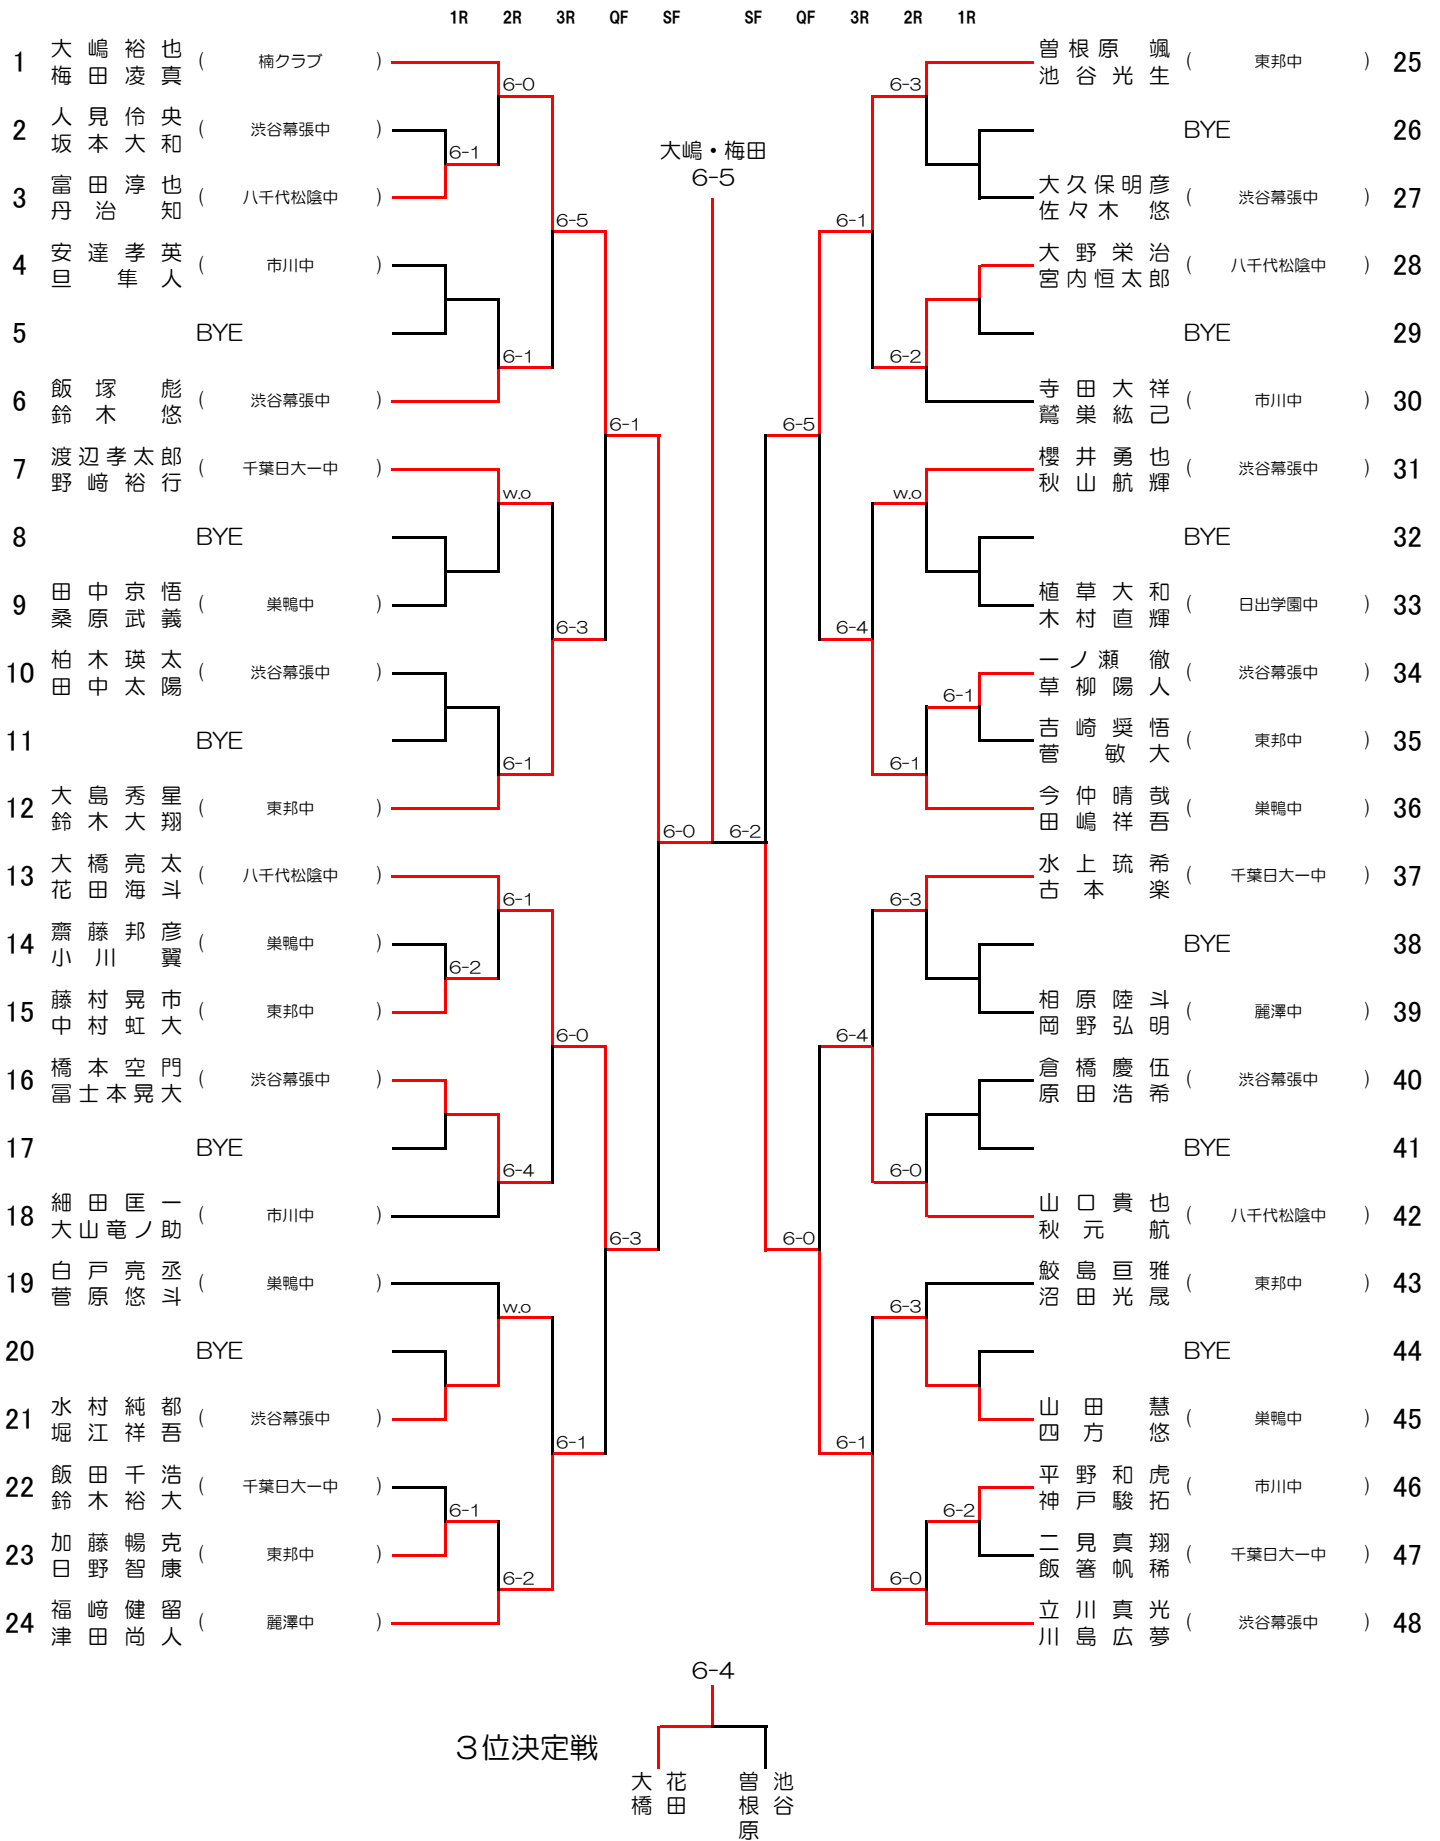 1R 2R 3R QF SF SF QF 3R 2R 1R
大嶋・梅田
6-5
1 大嶋裕也 梅田凌真 ( 楠クラブ )
2 人見伶央 坂本大和 ( 渋谷幕張中 )
3 富田淳也 丹治知 ( 八千代松陰中 )
4 安達孝英 旦隼人 ( 市川中 )
5 BYE
6 飯塚彪 鈴木悠 ( 渋谷幕張中 )
7 渡辺孝太郎 野﨑裕行 ( 千葉日大一中 )
8 BYE
9 田中京悟 桑原武義 ( 巣鴨中 )
10 柏木瑛太 田中太陽 ( 渋谷幕張中 )
11 BYE
12 大島秀星 鈴木大翔 ( 東邦中 )
13 大橋亮太 花田海斗 ( 八千代松陰中 )
14 齋藤邦彦 小川翼 ( 巣鴨中 )
15 藤村晃市 中村虹大 ( 東邦中 )
16 橋本空門 冨士本晃大 ( 渋谷幕張中 )
17 BYE
18 細田匡一 大山竜ノ助 ( 市川中 )
19 白戸亮丞 菅原悠斗 ( 巣鴨中 )
20 BYE
21 水村純都 堀江祥吾 ( 渋谷幕張中 )
22 飯田千浩 鈴木裕大 ( 千葉日大一中 )
23 加藤暢克 日野智康 ( 東邦中 )
24 福﨑健留 津田尚人 ( 麗澤中 )
6-1
6-2
6-1
6-0
6-1
w.o
6-1
6-1
6-4
w.o
6-2
6-5
6-3
6-0
6-1
6-1
6-3
6-0
6-2
6-5
6-0
6-1
6-4
6-4
6-1
6-3
6-2
w.o
6-1
6-3
6-0
6-3
6-0
6-1
6-2
曽根原颯 池谷光生 ( 東邦中 ) 25
BYE 26
大久保明彦 佐々木悠 ( 渋谷幕張中 ) 27
大野栄治 宮内恒太郎 ( 八千代松陰中 ) 28
BYE 29
寺田大祥 鷲巣紘己 ( 市川中 ) 30
櫻井勇也 秋山航輝 ( 渋谷幕張中 ) 31
BYE 32
植草大和 木村直輝 ( 日出学園中 ) 33
一ノ瀬徹 草柳陽人 ( 渋谷幕張中 ) 34
吉崎奨悟 菅敏大 ( 東邦中 ) 35
今仲晴哉 田嶋祥吾 ( 巣鴨中 ) 36
水上琉希 古本楽 ( 千葉日大一中 ) 37
BYE 38
相原陸斗 岡野弘明 ( 麗澤中 ) 39
倉橋慶伍 原田浩希 ( 渋谷幕張中 ) 40
BYE 41
山口貴也 秋元航 ( 八千代松陰中 ) 42
鮫島亘雅 沼田光晟 ( 東邦中 ) 43
BYE 44
山田慧 四方悠 ( 巣鴨中 ) 45
平野和虎 神戸駿拓 ( 市川中 ) 46
二見真翔 飯箸帆稀 ( 千葉日大一中 ) 47
立川真光 川島広夢 ( 渋谷幕張中 ) 48
6-4
３位決定戦
大橋 花田
曽根原 池谷